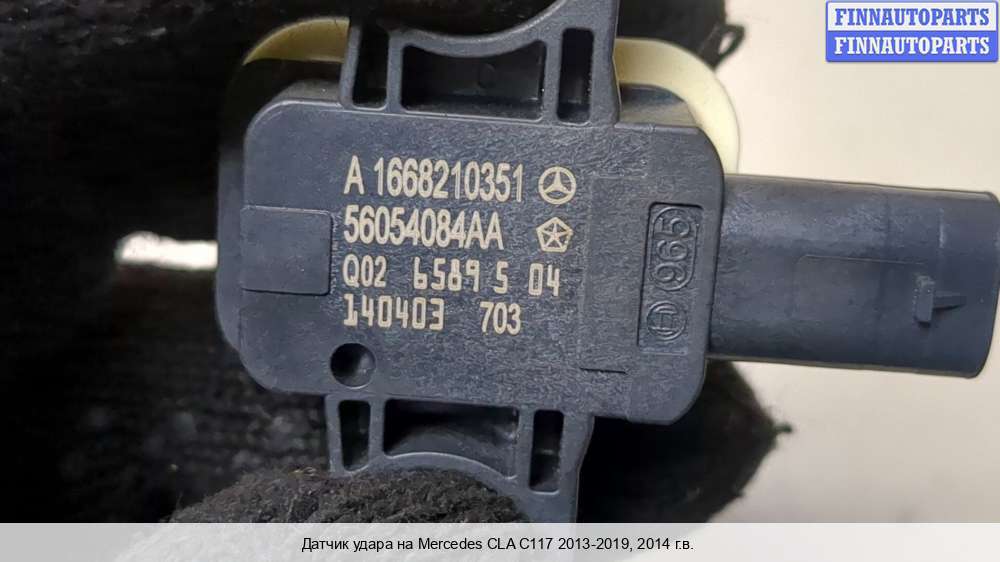 FINNAUTOPARTS
FINNAUTOPARTS
A 1668210351
56054084AA
Q02 6589 S 04
140403 703
965
Датчик удара на Mercedes CLA C117 2013-2019, 2014 г.в.